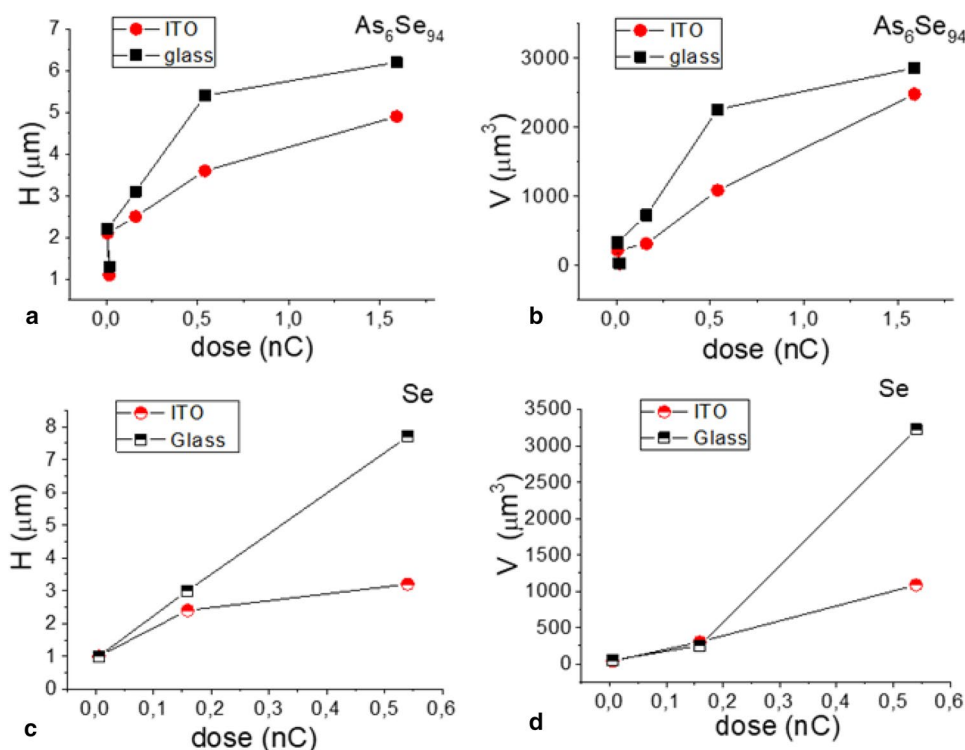 As6Se94
ITO
glass
7
6
5
4
3
2
1
H (μm)
0,0 0,5 1,0 1,5
dose (nC)
a
As6Se94
ITO
glass
3000
2000
1000
0
V (μm3)
0,0 0,5 1,0 1,5
dose (nC)
b
Se
ITO
Glass
8
7
6
5
4
3
2
1
H (μm)
0,0 0,1 0,2 0,3 0,4 0,5 0,6
dose (nC)
c
Se
ITO
Glass
3500
3000
2500
2000
1500
1000
500
0
V (μm3)
0,0 0,1 0,2 0,3 0,4 0,5 0,6
dose (nC)
d